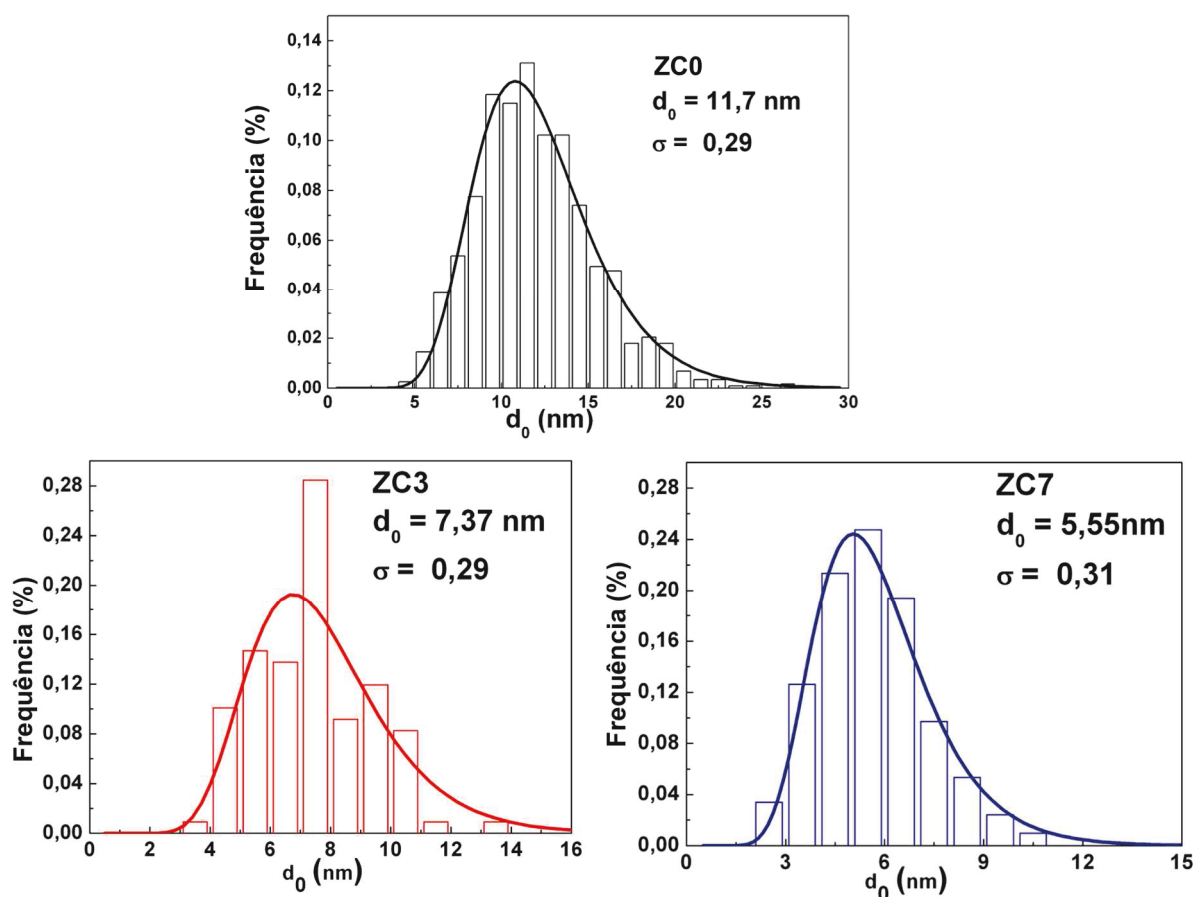 Frequência (%)
0,14
0,12
0,10
0,08
0,06
0,04
0,02
0,00
ZC0
d0 = 11,7 nm
σ = 0,29
0 5 10 15 20 25 30
d0 (nm)
Frequência (%)
0,28
0,24
0,20
0,16
0,12
0,08
0,04
0,00
ZC3
d0 = 7,37 nm
σ = 0,29
0 2 4 6 8 10 12 14 16
d0 (nm)
Frequência (%)
0,28
0,24
0,20
0,16
0,12
0,08
0,04
0,00
ZC7
d0 = 5,55nm
σ = 0,31
0 3 6 9 12 15
d0 (nm)